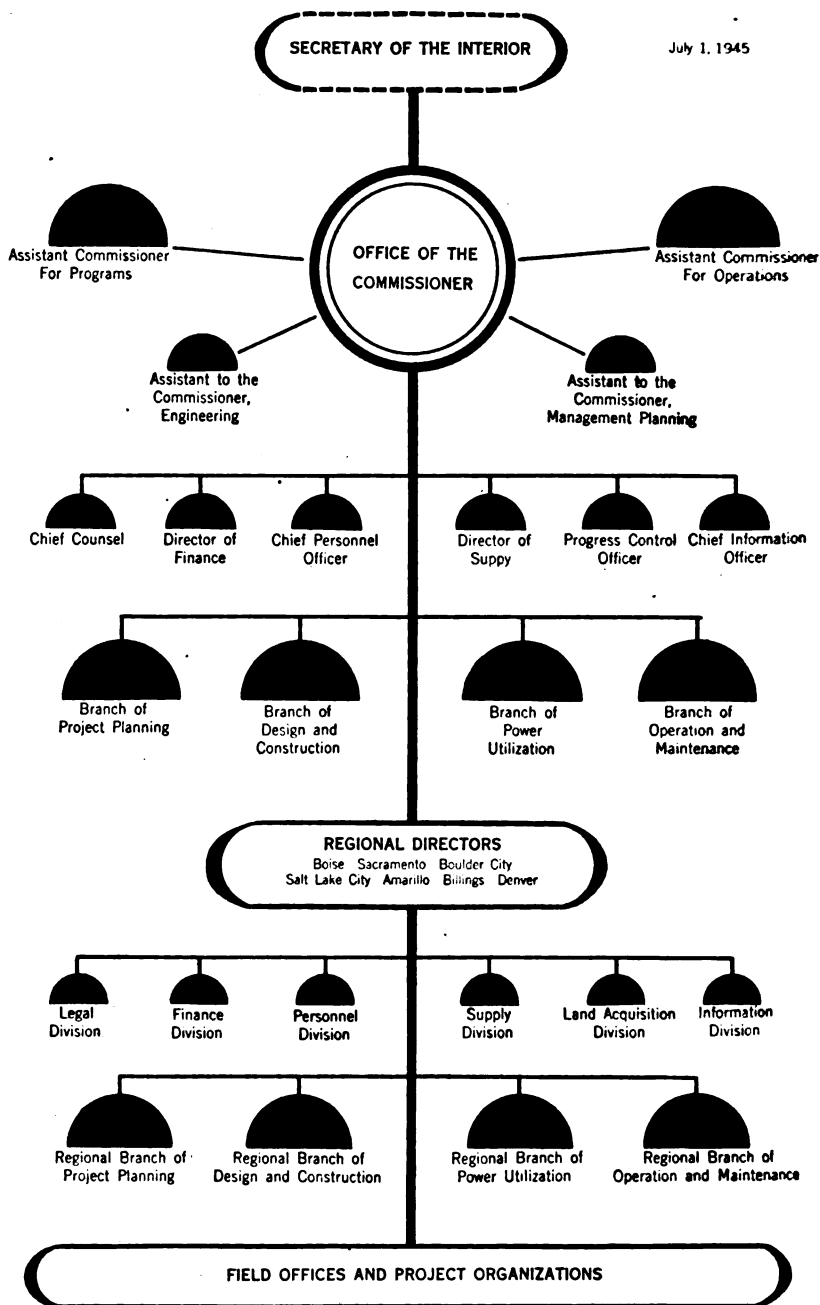 SECRETARY OF THE INTERIOR
July 1, 1945
OFFICE OF THE
COMMISSIONER
Assistant Commissioner
For Programs
Assistant Commissioner
For Operations
Assistant to the
Commissioner,
Engineering
Assistant to the
Commissioner,
Management Planning
Chief Counsel
Director of
Finance
Chief Personnel
Officer
Director of
Suppy
Progress Control
Officer
Chief Information
Officer
Branch of
Project Planning
Branch of
Design and
Construction
Branch of
Power
Utilization
Branch of
Operation and
Maintenance
REGIONAL DIRECTORS
Boise Sacramento Boulder City
Salt Lake City Amarillo Billings Denver
Legal
Division
Finance
Division
Personnel
Division
Supply
Division
Land Acquisition
Division
Information
Division
Regional Branch of
Project Planning
Regional Branch of
Design and Construction
Regional Branch of
Power Utilization
Regional Branch of
Operation and Maintenance
FIELD OFFICES AND PROJECT ORGANIZATIONS